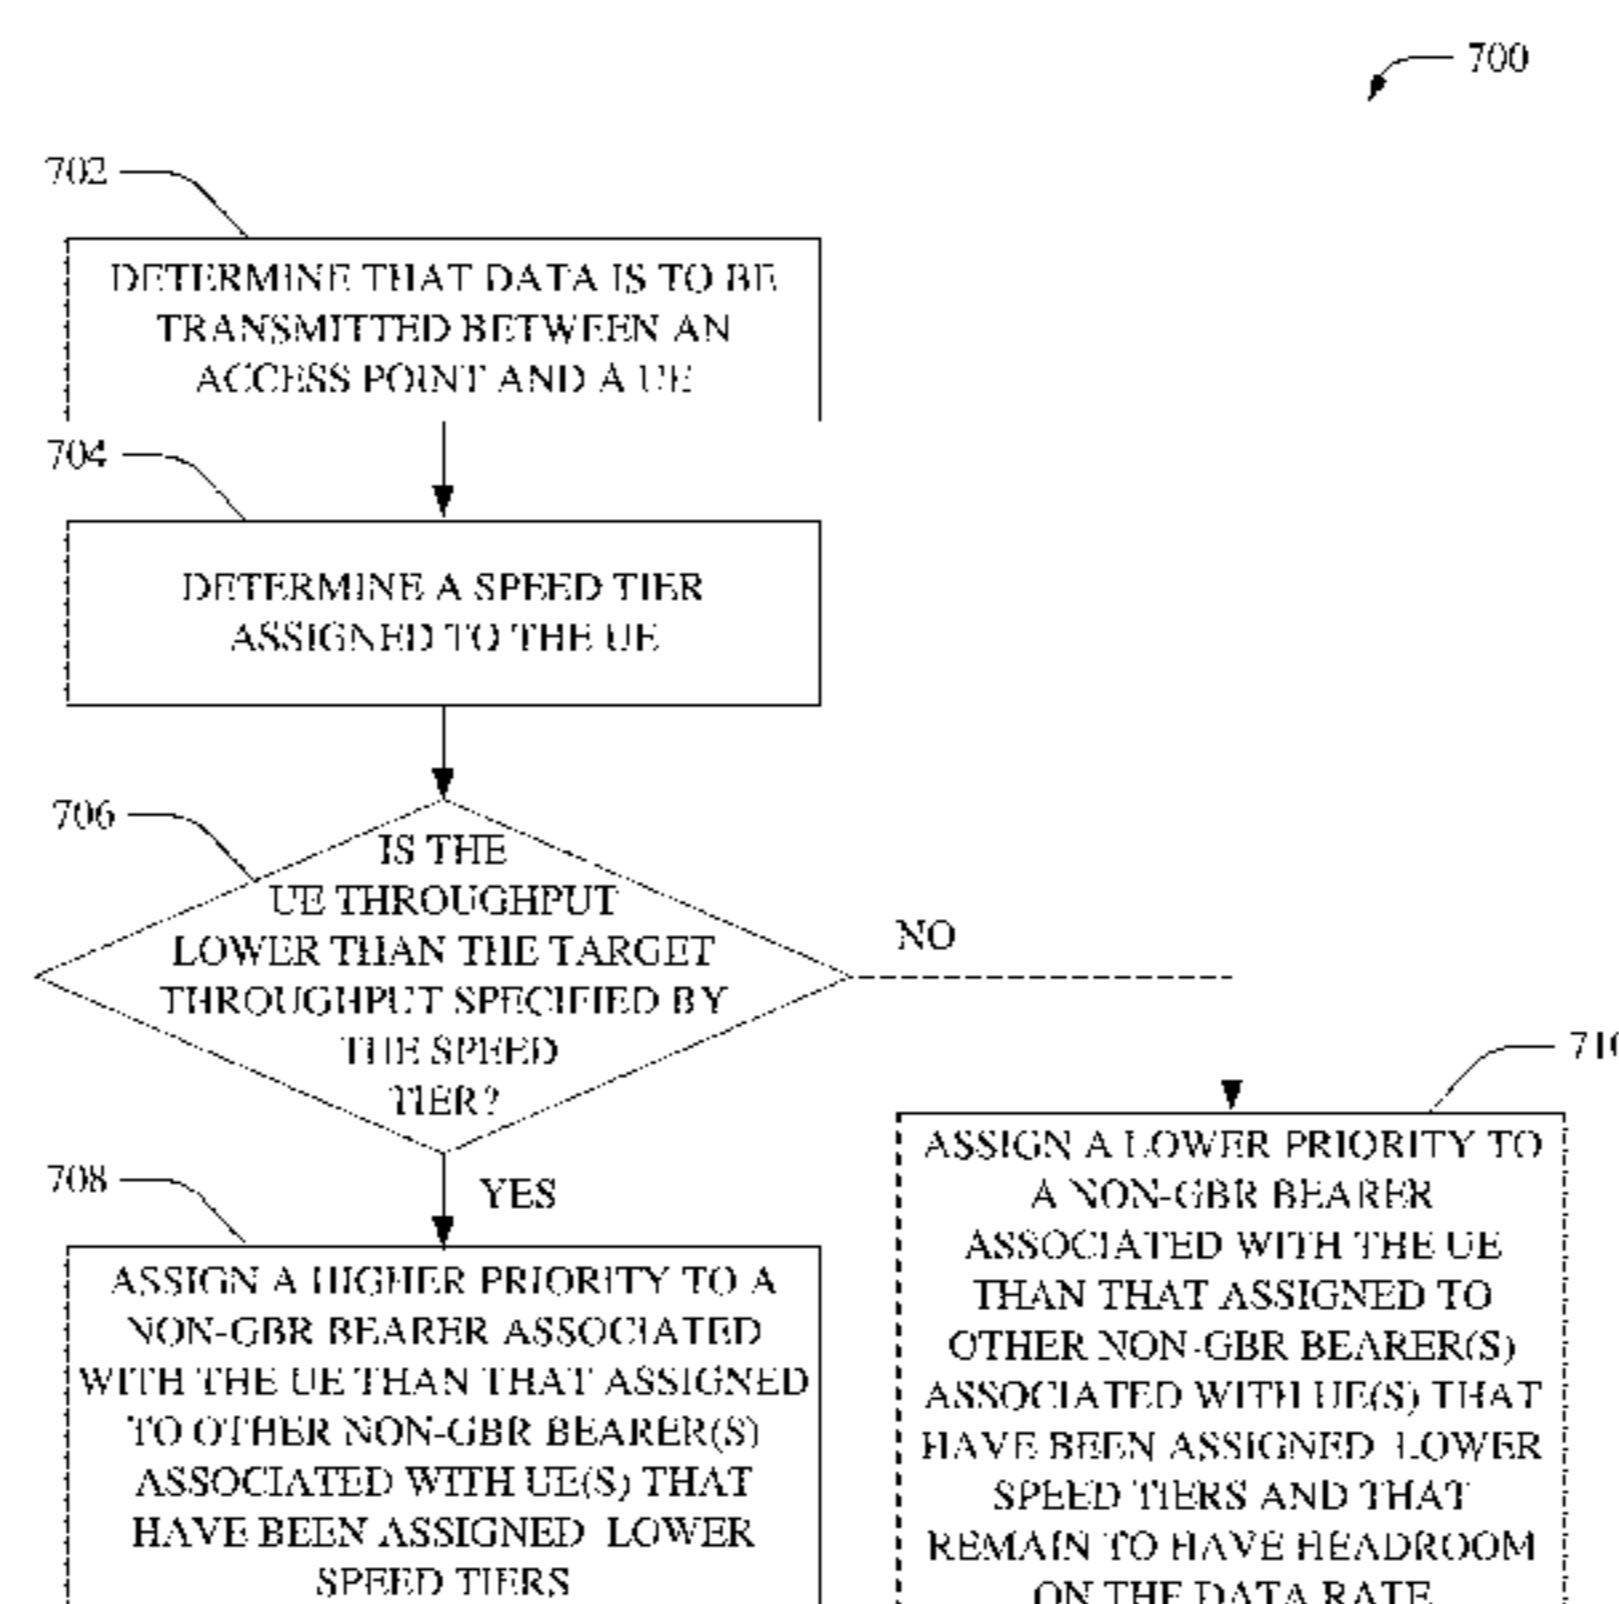 700
702
DETERMINE THAT DATA IS TO BE
TRANSMITTED BETWEEN AN
ACCESS POINT AND A UE
704
DETERMINE A SPEED TIER
ASSIGNED TO THE UE
706
IS THE
UE THROUGHPUT
LOWER THAN THE TARGET
THROUGHPUT SPECIFIED BY
THE SPEED
TIER?
NO
YES
708
ASSIGN A HIGHER PRIORITY TO A
NON-GBR BEARER ASSOCIATED
WITH THE UE THAN THAT ASSIGNED
TO OTHER NON-GBR BEARER(S)
ASSOCIATED WITH UE(S) THAT
HAVE BEEN ASSIGNED LOWER
SPEED TIERS
710
ASSIGN A LOWER PRIORITY TO
A NON-GBR BEARER
ASSOCIATED WITH THE UE
THAN THAT ASSIGNED TO
OTHER NON-GBR BEARER(S)
ASSOCIATED WITH UE(S) THAT
HAVE BEEN ASSIGNED LOWER
SPEED TIERS AND THAT
REMAIN TO HAVE HEADROOM
ON THE DATA RATE